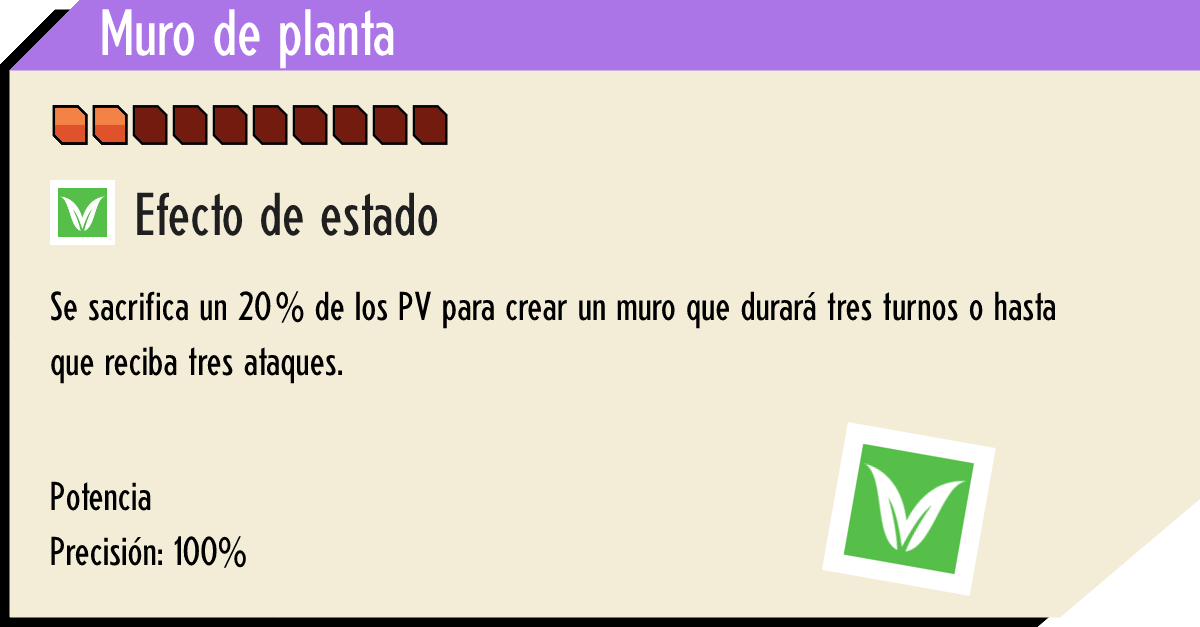 Muro de planta
Efecto de estado
Se sacrifica un 20% de los PV para crear un muro que durará tres turnos o hasta
que reciba tres ataques.
Potencia
Precisión: 100%